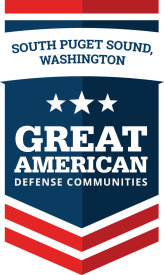 SOUTH PUGET SOUND,
WASHINGTON
GREAT
AMERICAN
DEFENSE COMMUNITIES